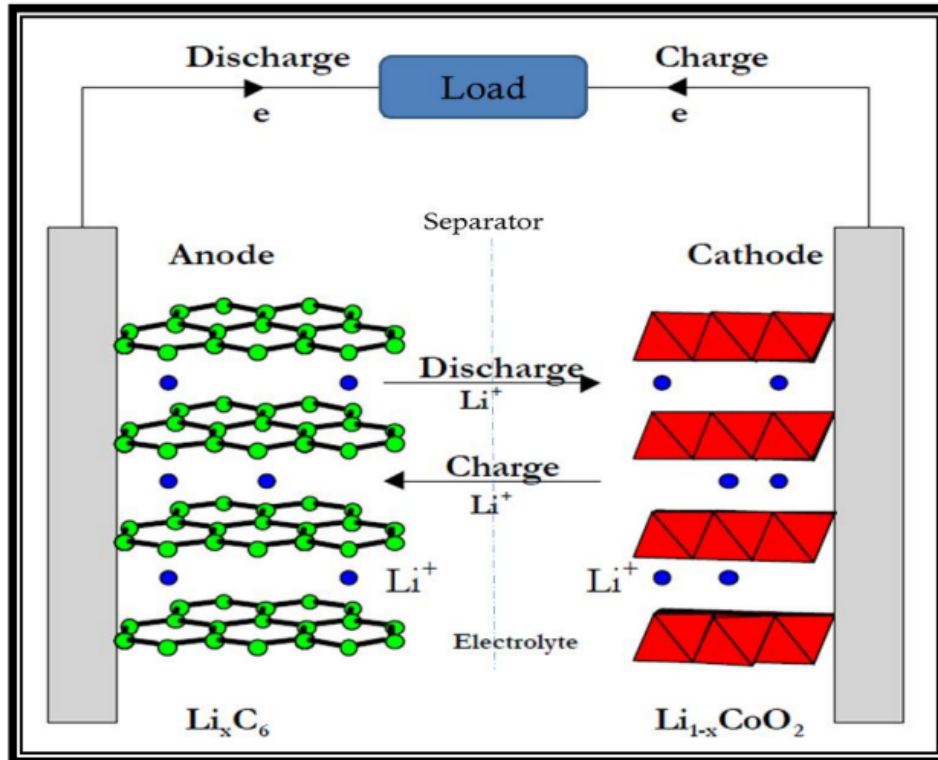 Discharge
Charge
Load
e
e
Separator
Anode
Cathode
Discharge
Li⁺
Charge
Li⁺
Li⁺
Li⁺
Electrolyte
LiₓC₆
Li₁₋ₓCoO₂